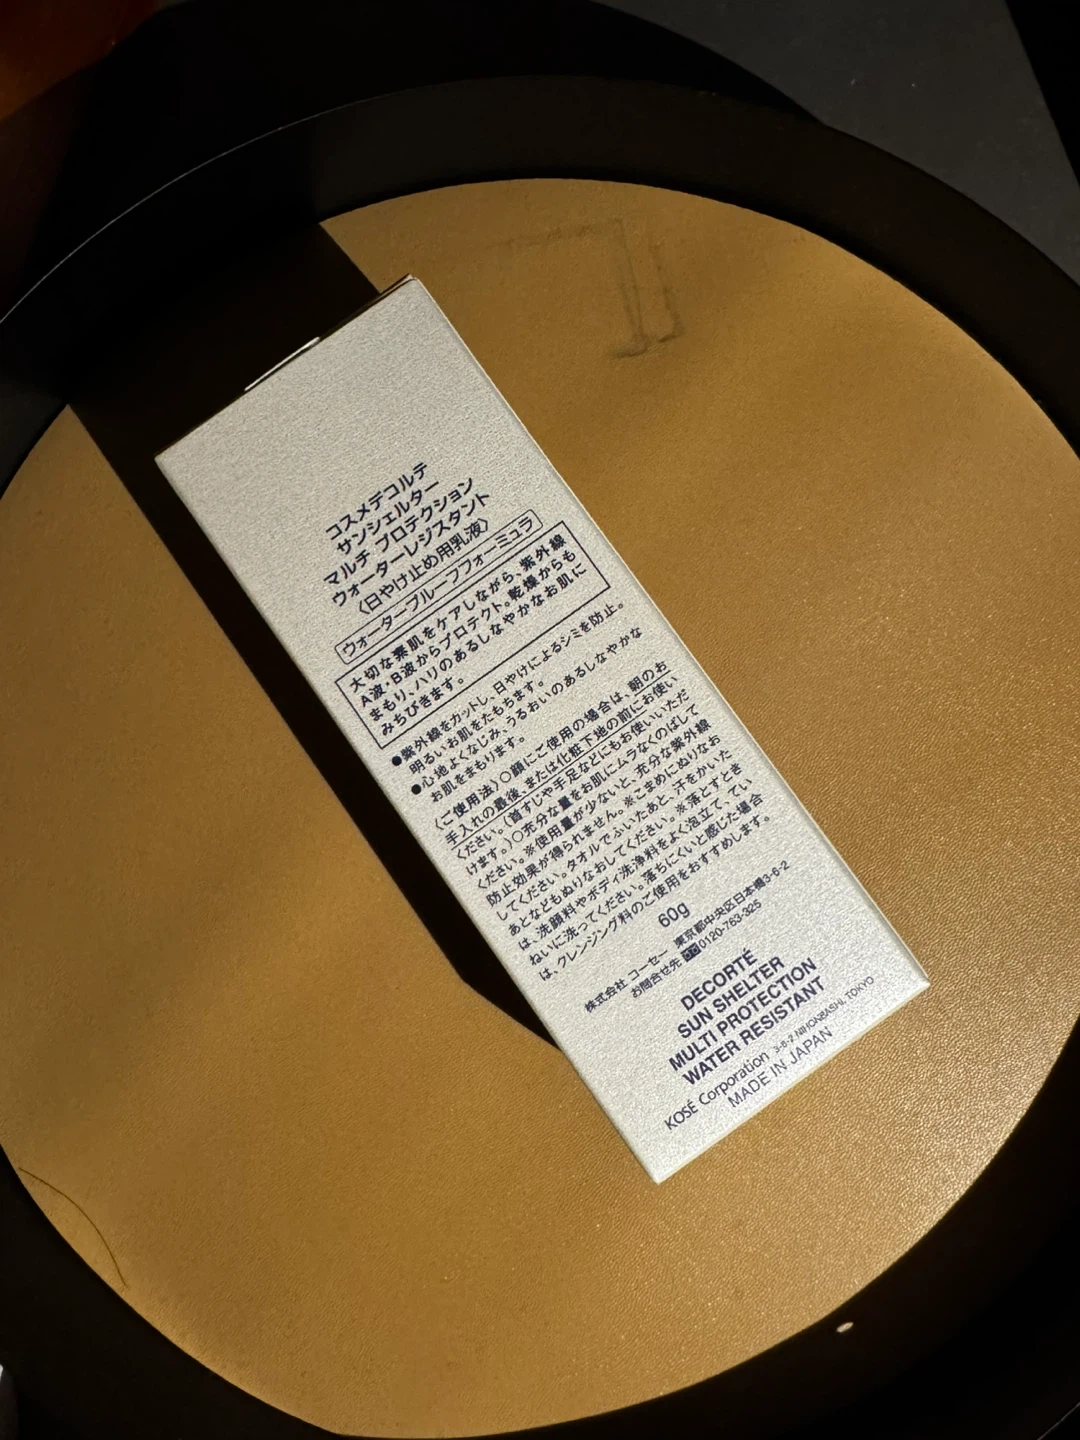 コスメデコルテ
サンシェルター
マルチ プロテクション
ウォーターレジスタント
〈日やけ止め用乳液〉
ウォータープルーフフォーミュラ
大切な素肌をケアしながら、紫外線
A波・B波からプロテクト。乾燥からも
まもり、ハリのあるしなやかなお肌に
みちびきます。
●紫外線をカットし、日やけによるシミを防止。
明るいお肌をたもちます。
●心地よくなじみ、うるおいのあるしなやかな
お肌をまもります。
〈ご使用法〉○顔にご使用の場合は、朝のお
手入れの最後、または化粧下地の前にお使い
ください。(首すじや手足などにもお使いいただ
けます。)○充分な量をお肌にムラなくのばして
ください。※使用量が少ないと、充分な紫外線
防止効果が得られません。※こまめにぬりなお
してください。タオルでふいたあと、汗をかいた
あとなどもぬりなおしてください。※落とすとき
は、洗顔料やボディ洗浄料をよく泡立て、てい
ねいに洗ってください。落ちにくいと感じた場合
は、クレンジング料のご使用をおすすめします。
60g
株式会社 コーセー 東京都中央区日本橋3-6-2
お問合せ先 0120-763-325
DECORTÉ
SUN SHELTER
MULTI PROTECTION
WATER RESISTANT
KOSÉ Corporation 3-6-2 NIHONBASHI, TOKYO
MADE IN JAPAN